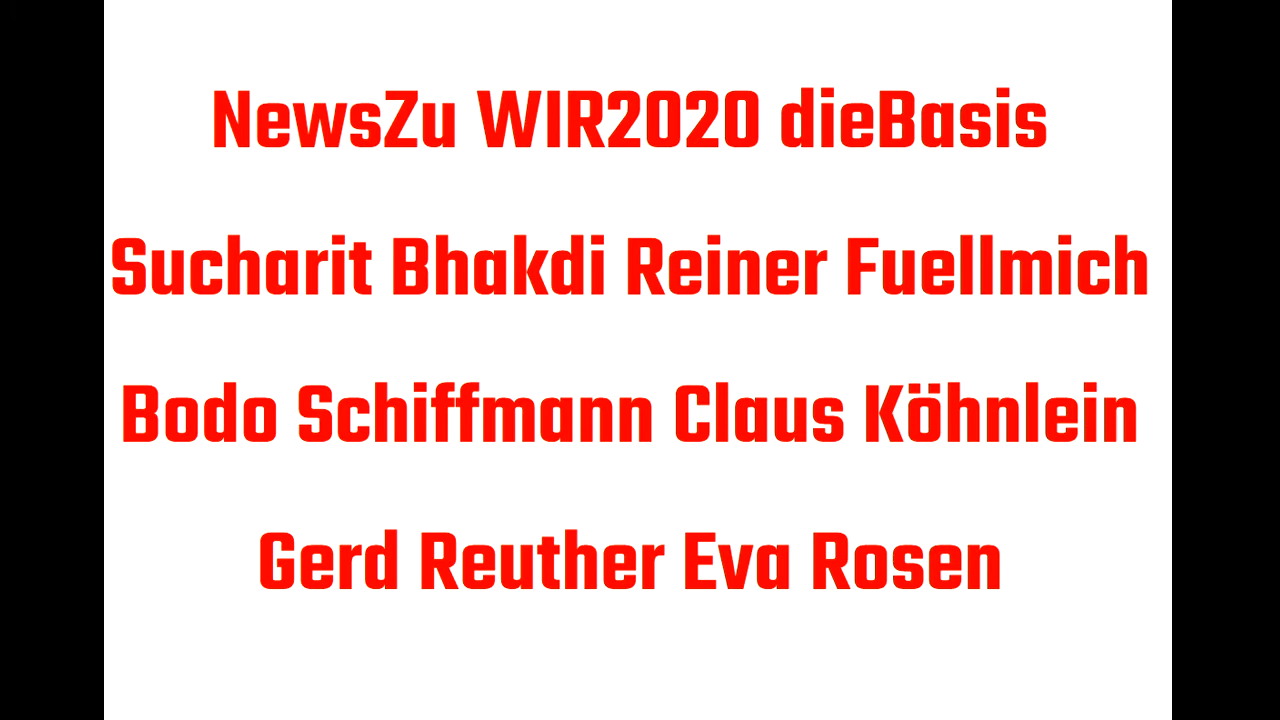 NewsZu WIR2020 dieBasis
Sucharit Bhakdi Reiner Fuellmich
Bodo Schiffmann Claus Köhnlein
Gerd Reuther Eva Rosen